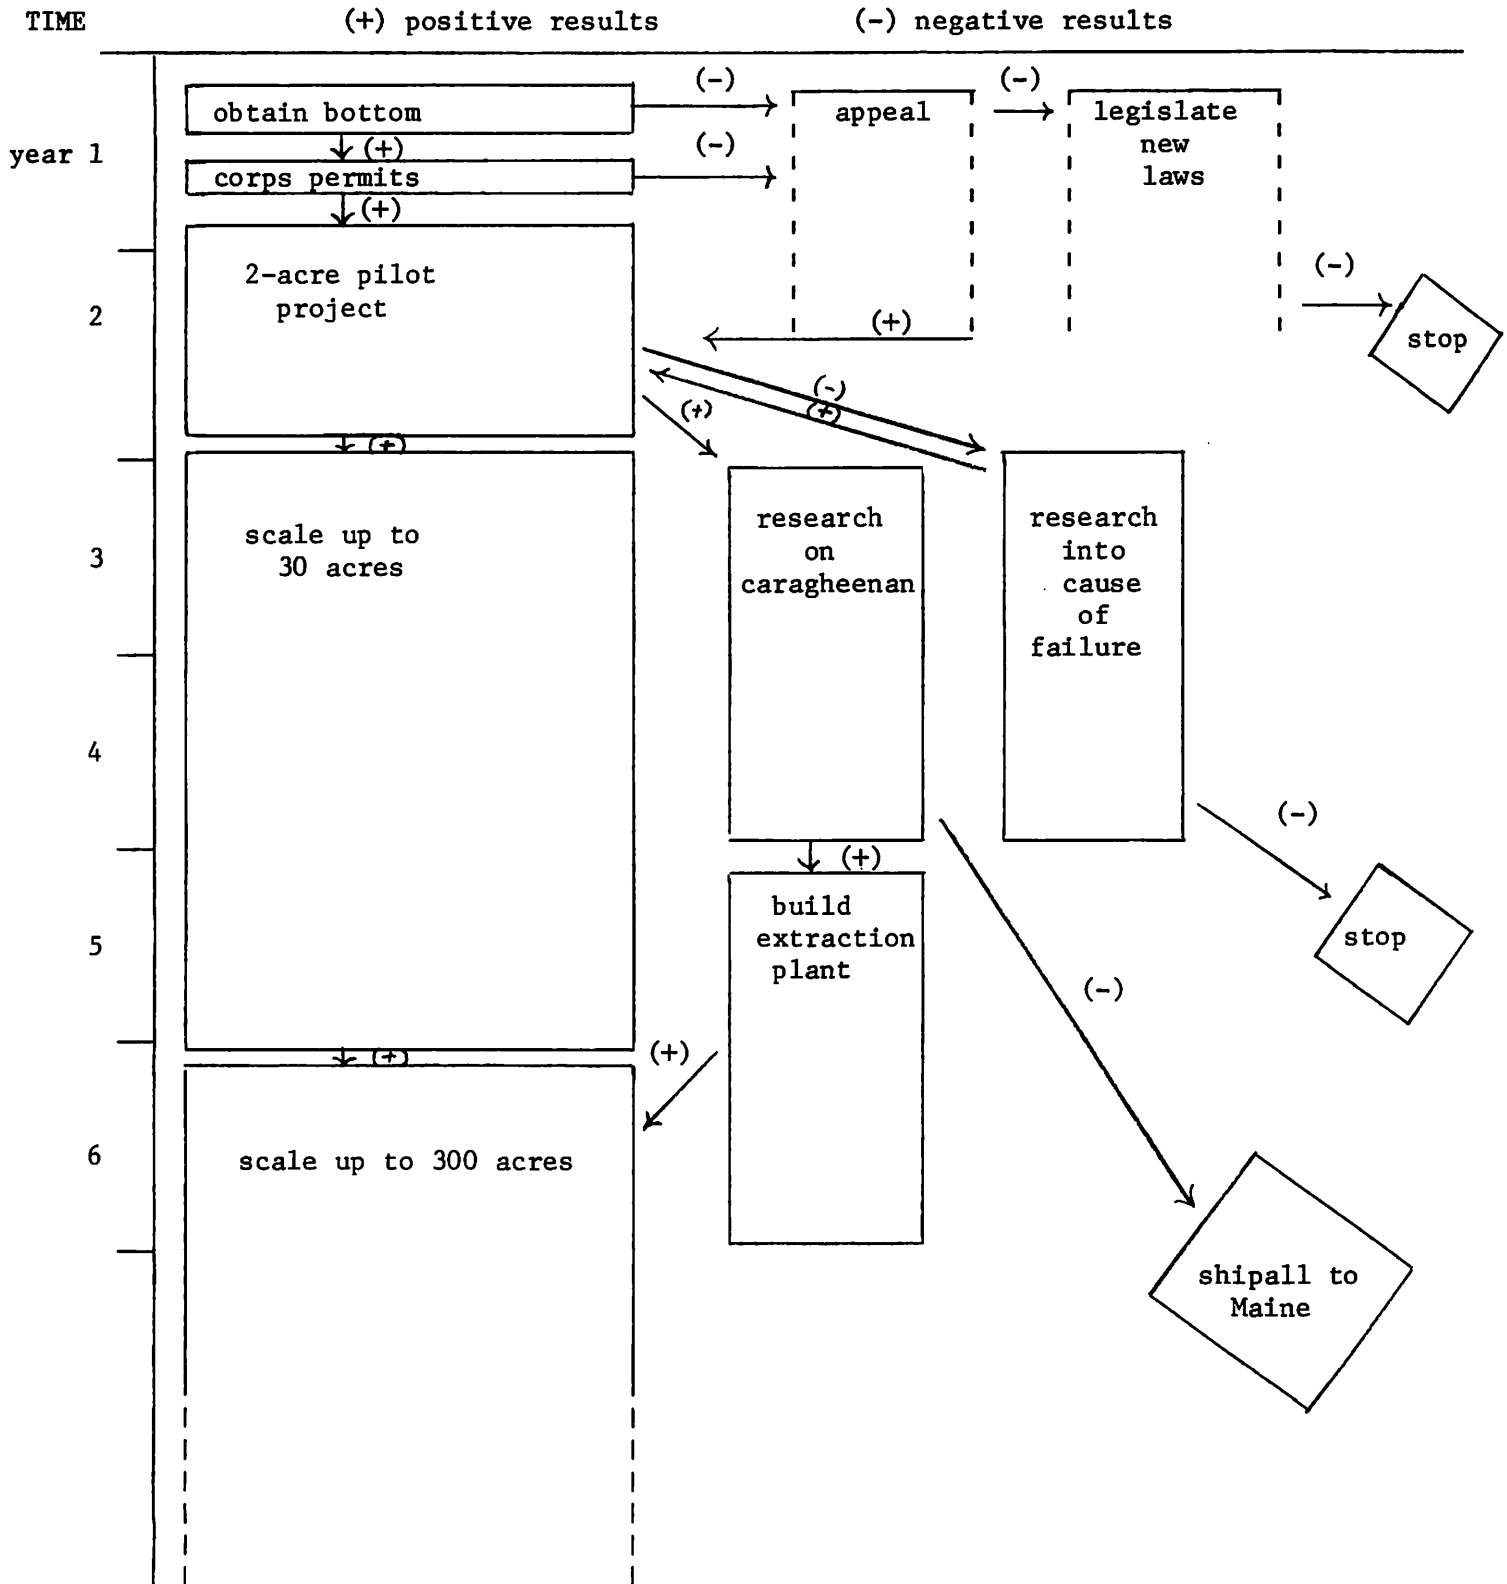 TIME (+) positive results (-) negative results
(-) (-)
obtain bottom appeal legislate
year 1 (+) (-) new
corps permits laws
(+)
2-acre pilot (-)
project
2 (+) stop
(-)
(+) (+)
(+)
research research
scale up to on into
3 30 acres caragheenan cause
of
failure
4
(-)
(+)
build
5 extraction stop
plant
(-)
(+) (+)
6 scale up to 300 acres
shipall to
Maine